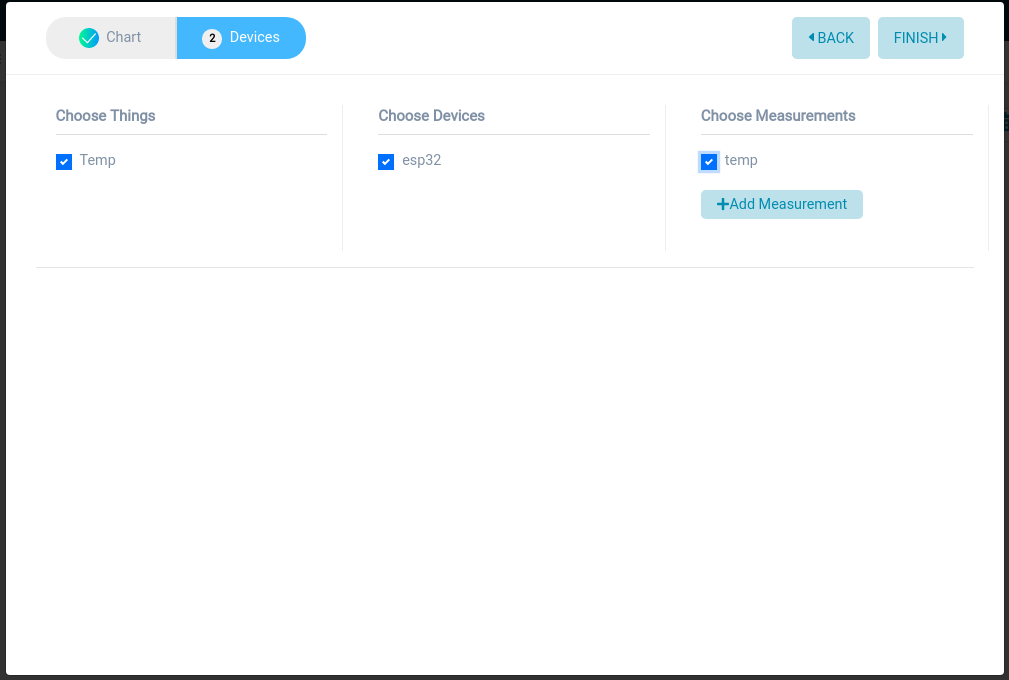 Chart
2 Devices
BACK
FINISH
Choose Things
Choose Devices
Choose Measurements
Temp
esp32
temp
Add Measurement